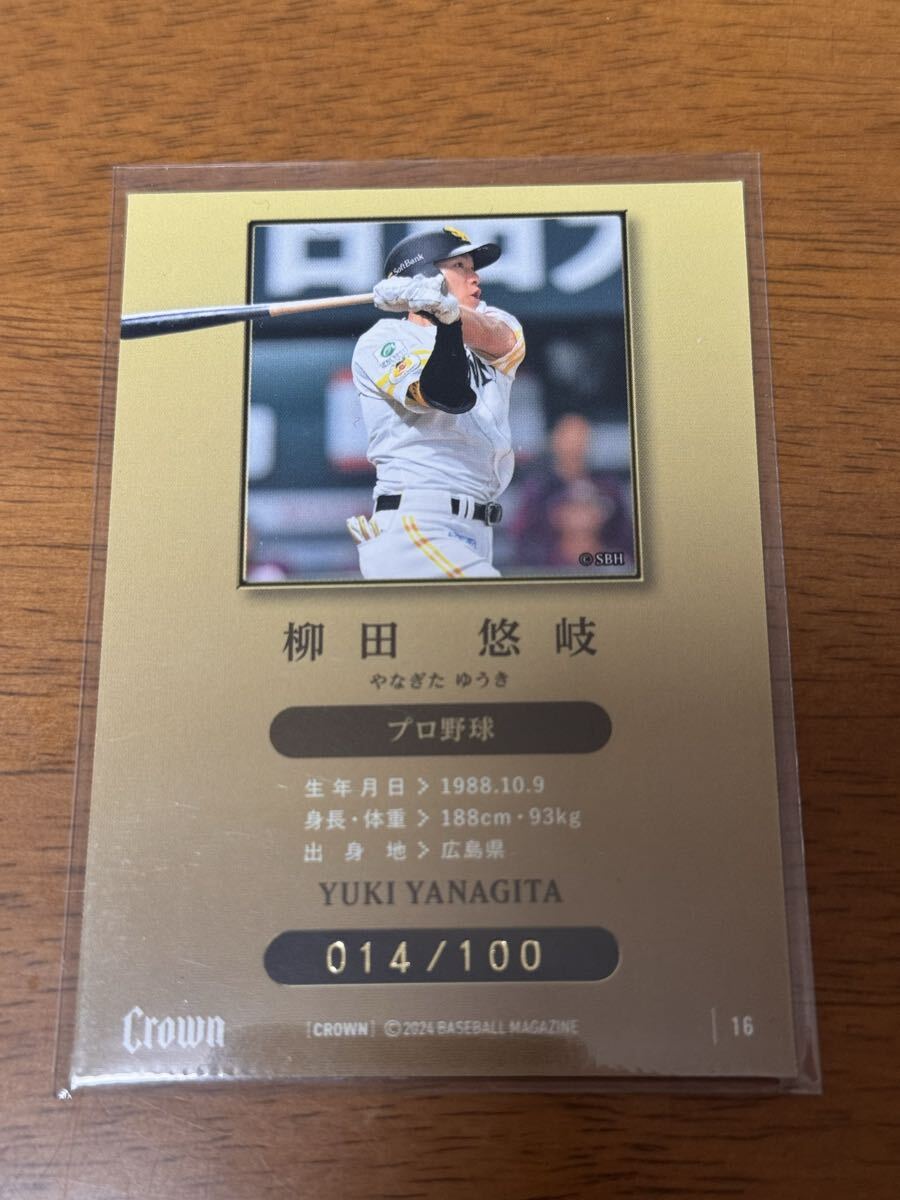 SoftBank
© SBH
柳田 悠岐
やなぎた ゆうき
プロ野球
生年月日 > 1988.10.9
身長・体重 > 188cm・93kg
出身地 > 広島県
YUKI YANAGITA
014/100
Crown
[CROWN] ©2024 BASEBALL MAGAZINE
16